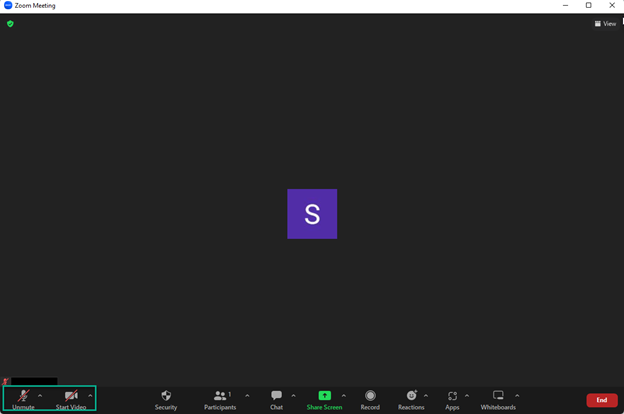 Zoom Meeting
View
S
1
Unmute
Start Video
Security
Participants
Chat
Share Screen
Record
Reactions
Apps
Whiteboards
End